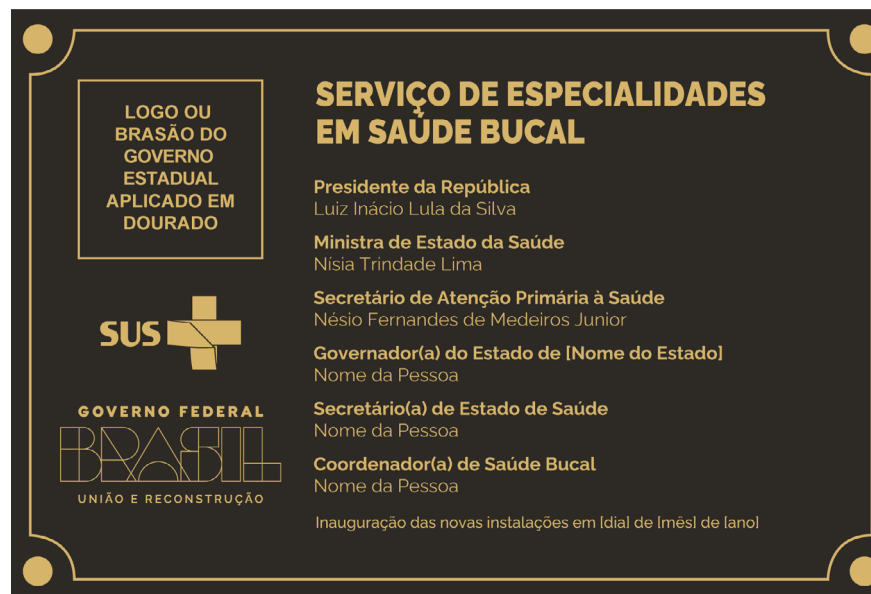 LOGO OU
BRASÃO DO
GOVERNO
ESTADUAL
APLICADO EM
DOURADO
SUS
GOVERNO FEDERAL
BRASIL
UNIÃO E RECONSTRUÇÃO
SERVIÇO DE ESPECIALIDADES
EM SAÚDE BUCAL
Presidente da República
Luiz Inácio Lula da Silva
Ministra de Estado da Saúde
Nísia Trindade Lima
Secretário de Atenção Primária à Saúde
Nésio Fernandes de Medeiros Junior
Governador(a) do Estado de [Nome do Estado]
Nome da Pessoa
Secretário(a) de Estado de Saúde
Nome da Pessoa
Coordenador(a) de Saúde Bucal
Nome da Pessoa
Inauguração das novas instalações em [dia] de [mês] de [ano]